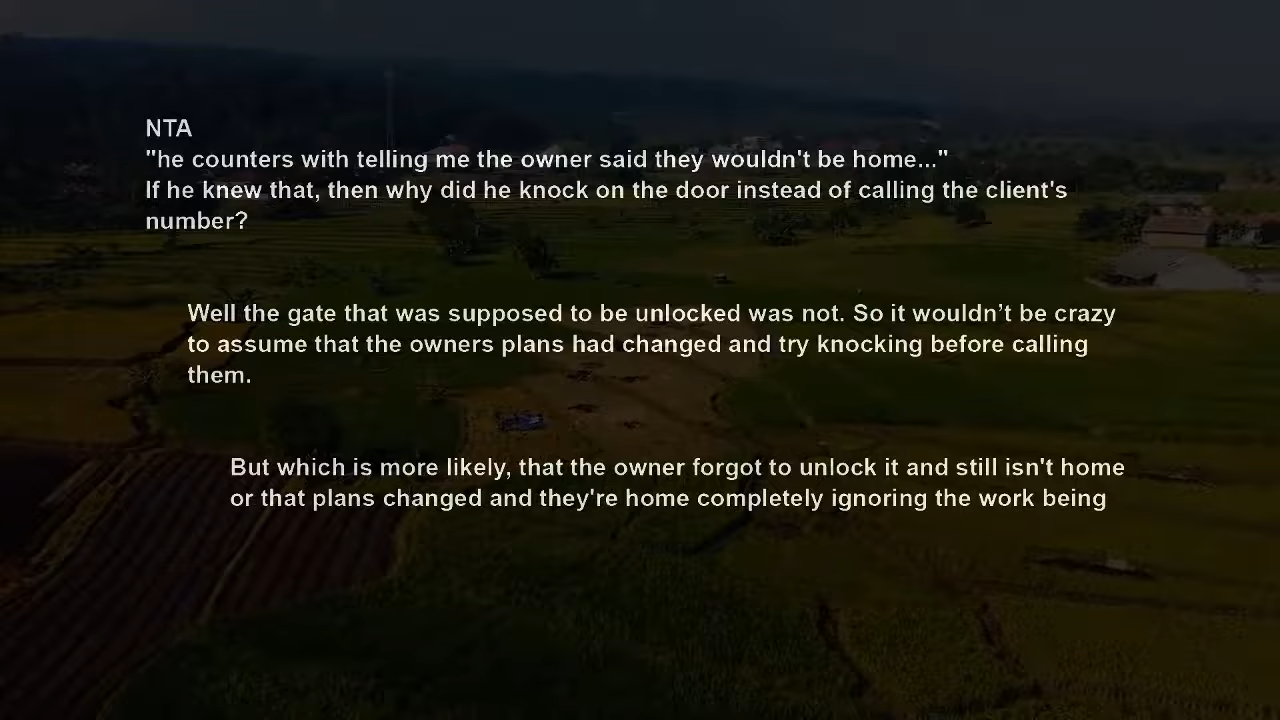 NTA
"he counters with telling me the owner said they wouldn't be home..."
If he knew that, then why did he knock on the door instead of calling the client's
number?
Well the gate that was supposed to be unlocked was not. So it wouldn’t be crazy
to assume that the owners plans had changed and try knocking before calling
them.
But which is more likely, that the owner forgot to unlock it and still isn't home
or that plans changed and they're home completely ignoring the work being